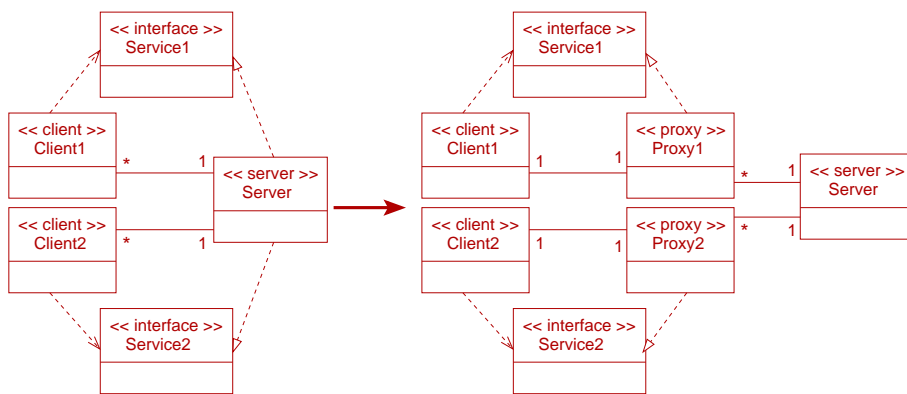 << interface >>
Service1
<< client >>
Client1
*
1
<< server >>
Server
<< client >>
Client2
*
1
<< interface >>
Service2
<< interface >>
Service1
<< client >>
Client1
1
1
<< proxy >>
Proxy1
*
1
<< server >>
Server
<< client >>
Client2
1
1
<< proxy >>
Proxy2
*
1
<< interface >>
Service2